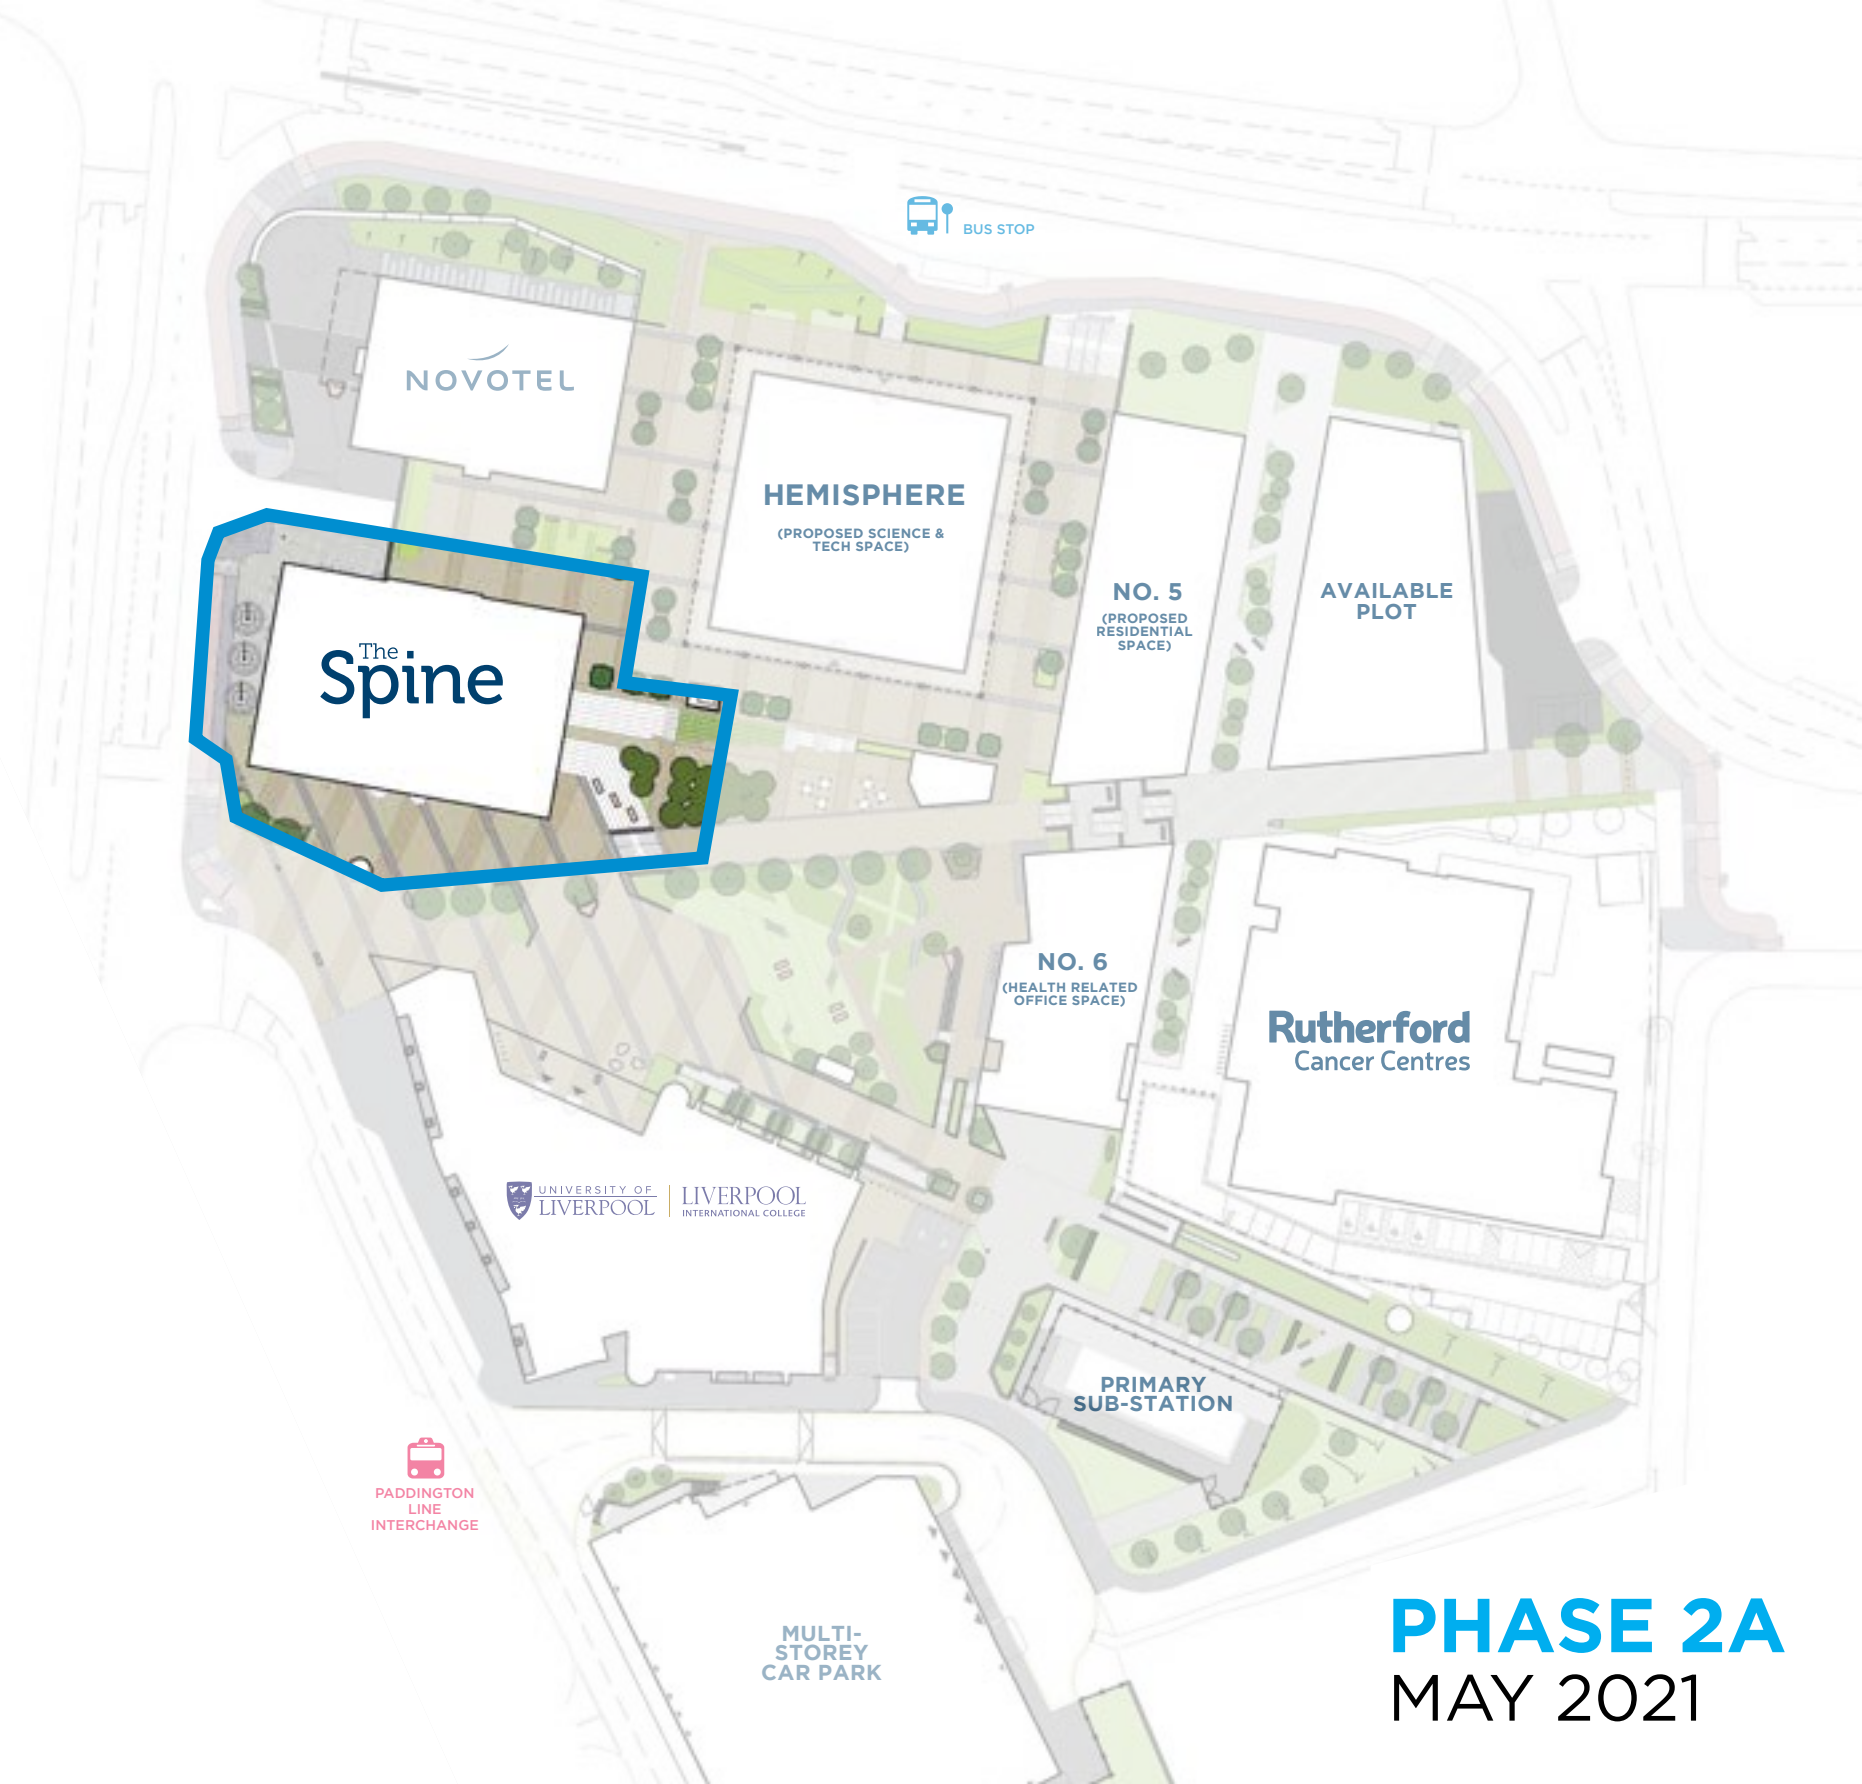 BUS STOP
NOVOTEL
HEMISPHERE
(PROPOSED SCIENCE &
TECH SPACE)
NO. 5
(PROPOSED
RESIDENTIAL
SPACE)
AVAILABLE
PLOT
The
Spine
NO. 6
(HEALTH RELATED
OFFICE SPACE)
Rutherford
Cancer Centres
UNIVERSITY OF
LIVERPOOL
LIVERPOOL
INTERNATIONAL COLLEGE
PRIMARY
SUB-STATION
PADDINGTON
LINE
INTERCHANGE
MULTI-
STOREY
CAR PARK
PHASE 2A
MAY 2021